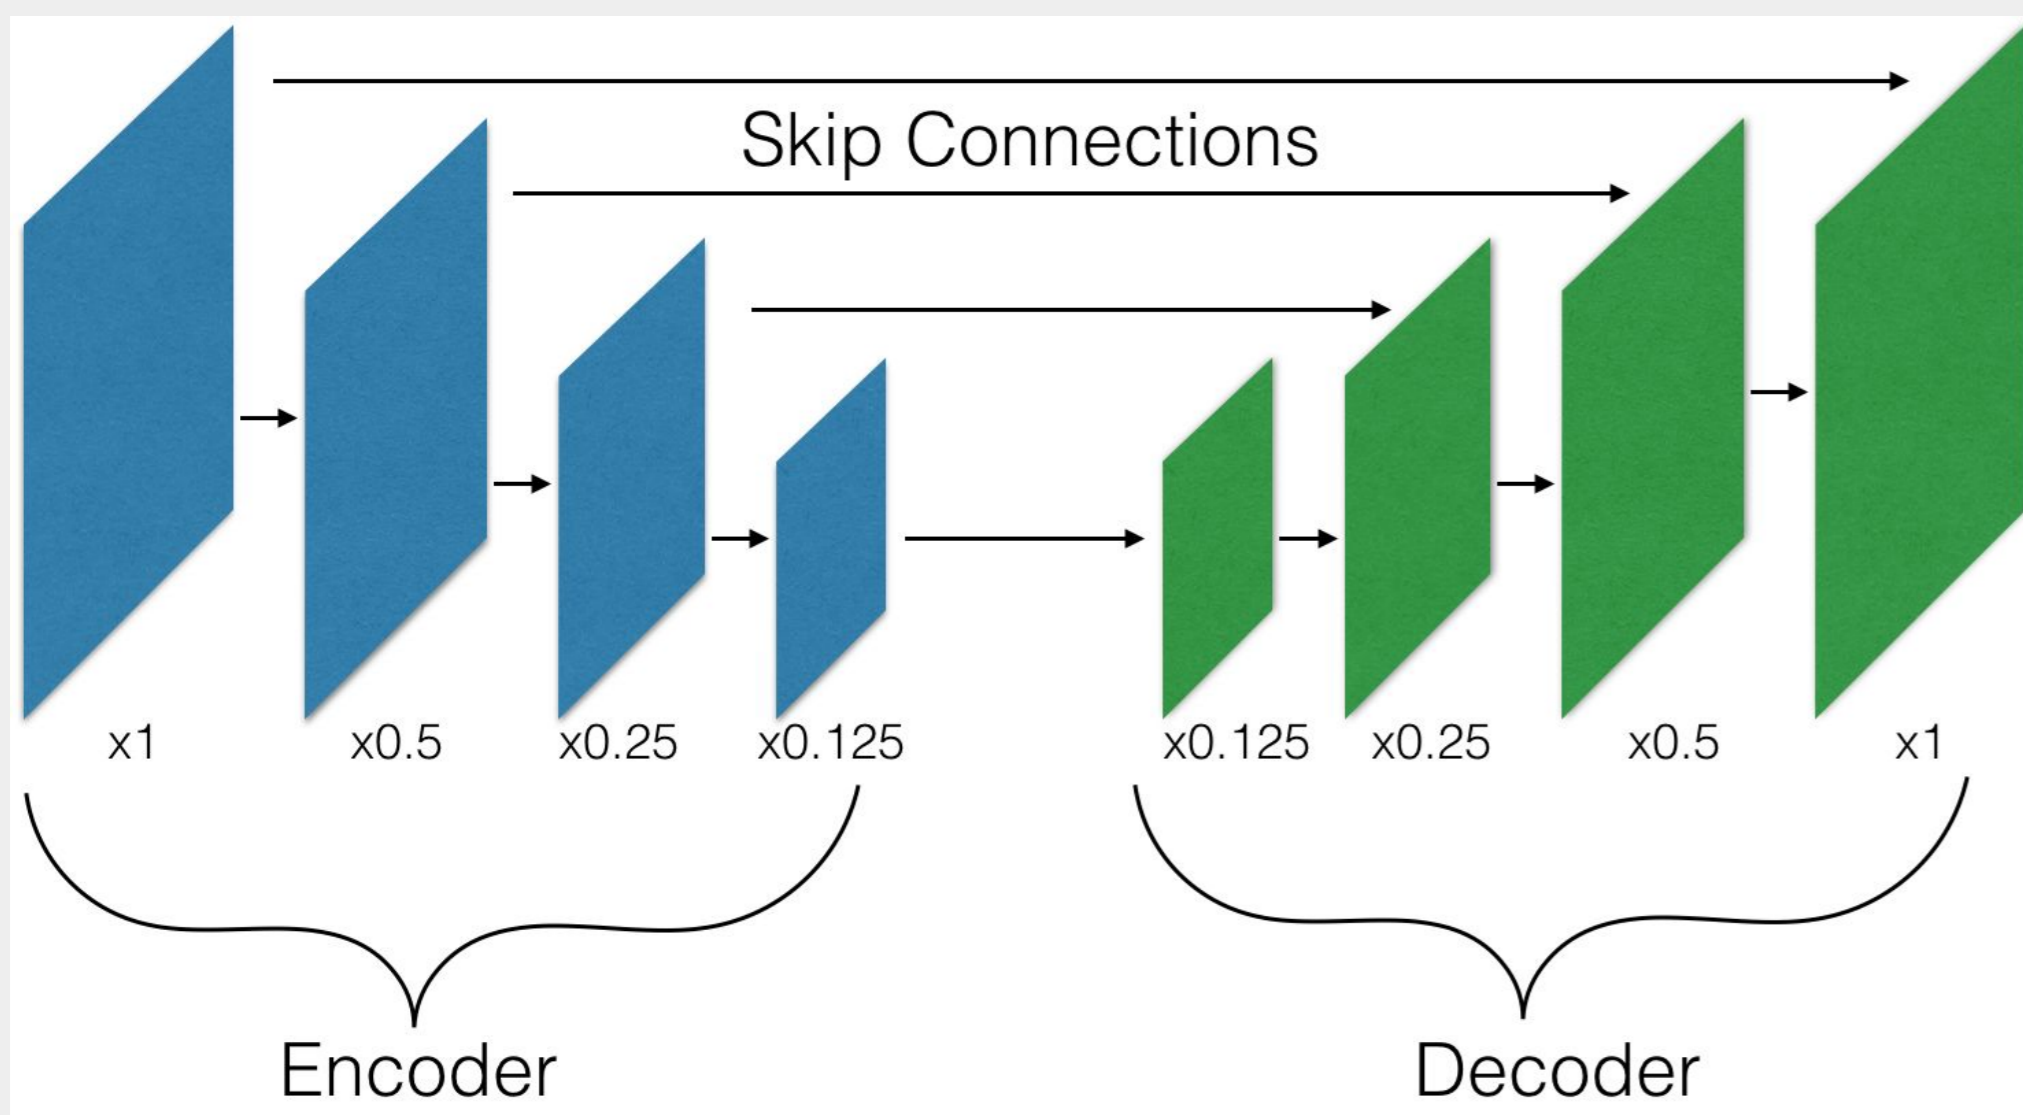 Skip Connections
x1 x0.5 x0.25 x0.125 x0.125 x0.25 x0.5 x1
Encoder Decoder